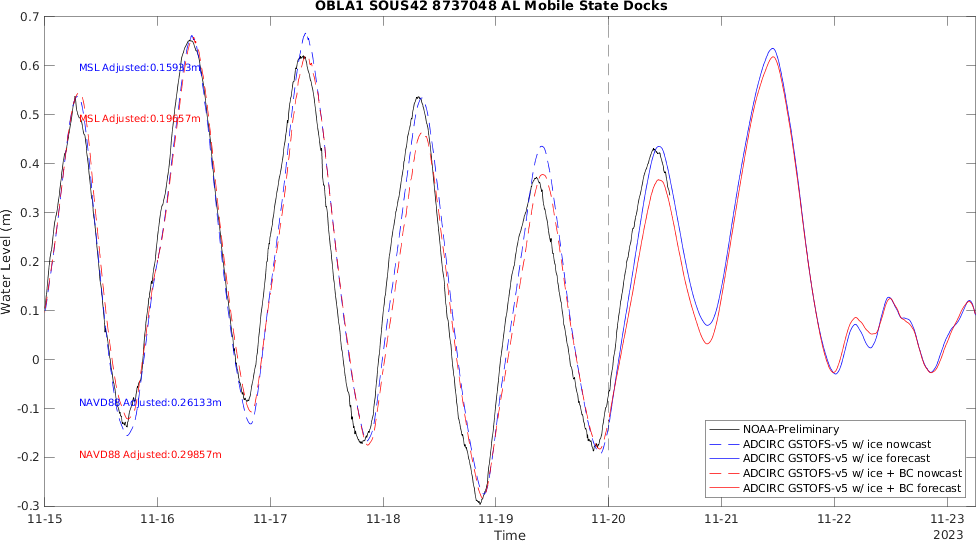 OBLA1 SOUS42 8737048 AL Mobile State Docks
0.7
0.6
0.5
0.4
0.3
0.2
0.1
0
-0.1
-0.2
-0.3
Water Level (m)
MSL Adjusted:0.15933m
MSL Adjusted:0.19657m
NAVD88 Adjusted:0.26133m
NAVD88 Adjusted:0.29857m
NOAA-Preliminary
ADCIRC GSTOFS-v5 w/ ice nowcast
ADCIRC GSTOFS-v5 w/ ice forecast
ADCIRC GSTOFS-v5 w/ ice + BC nowcast
ADCIRC GSTOFS-v5 w/ ice + BC forecast
11-15 11-16 11-17 11-18 11-19 11-20 11-21 11-22 11-23
Time 2023